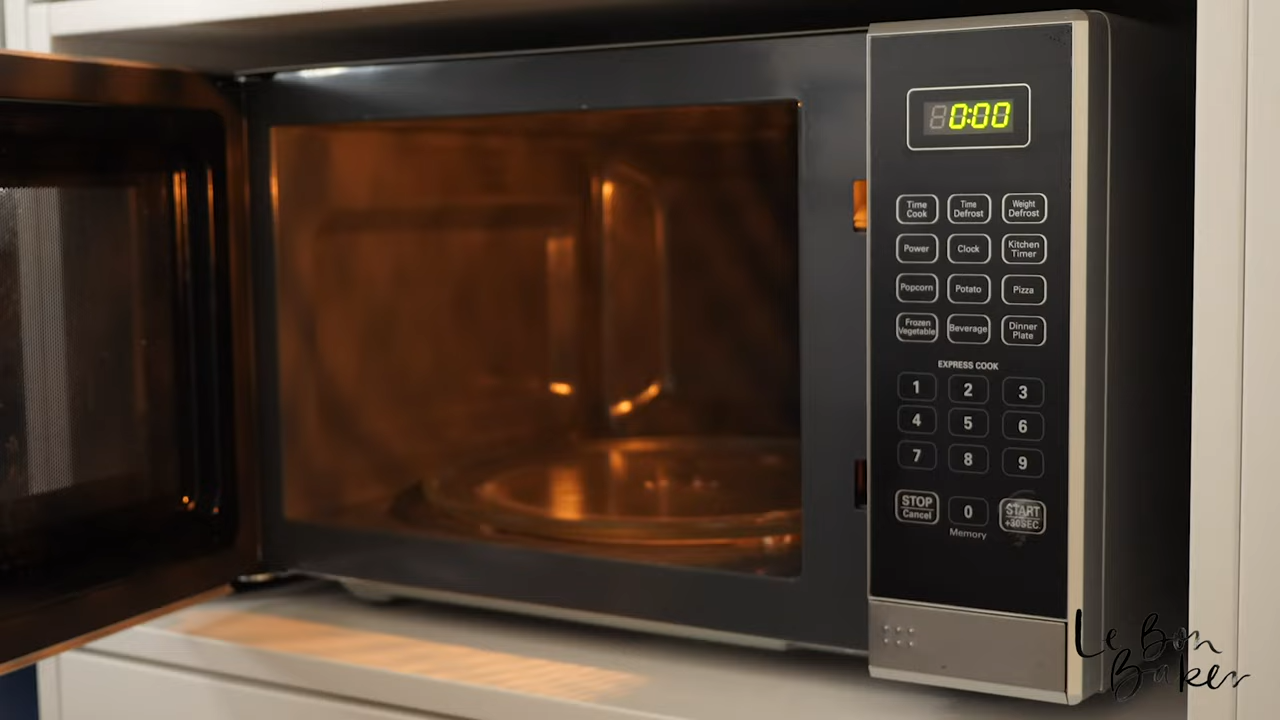 0:00
Time Cook
Time Defrost
Weight Defrost
Power
Clock
Kitchen Timer
Popcorn
Potato
Pizza
Frozen Vegetable
Beverage
Dinner Plate
EXPRESS COOK
1 2 3
4 5 6
7 8 9
STOP Cancel
0
START +30SEC
Memory
Le Bon
Baker